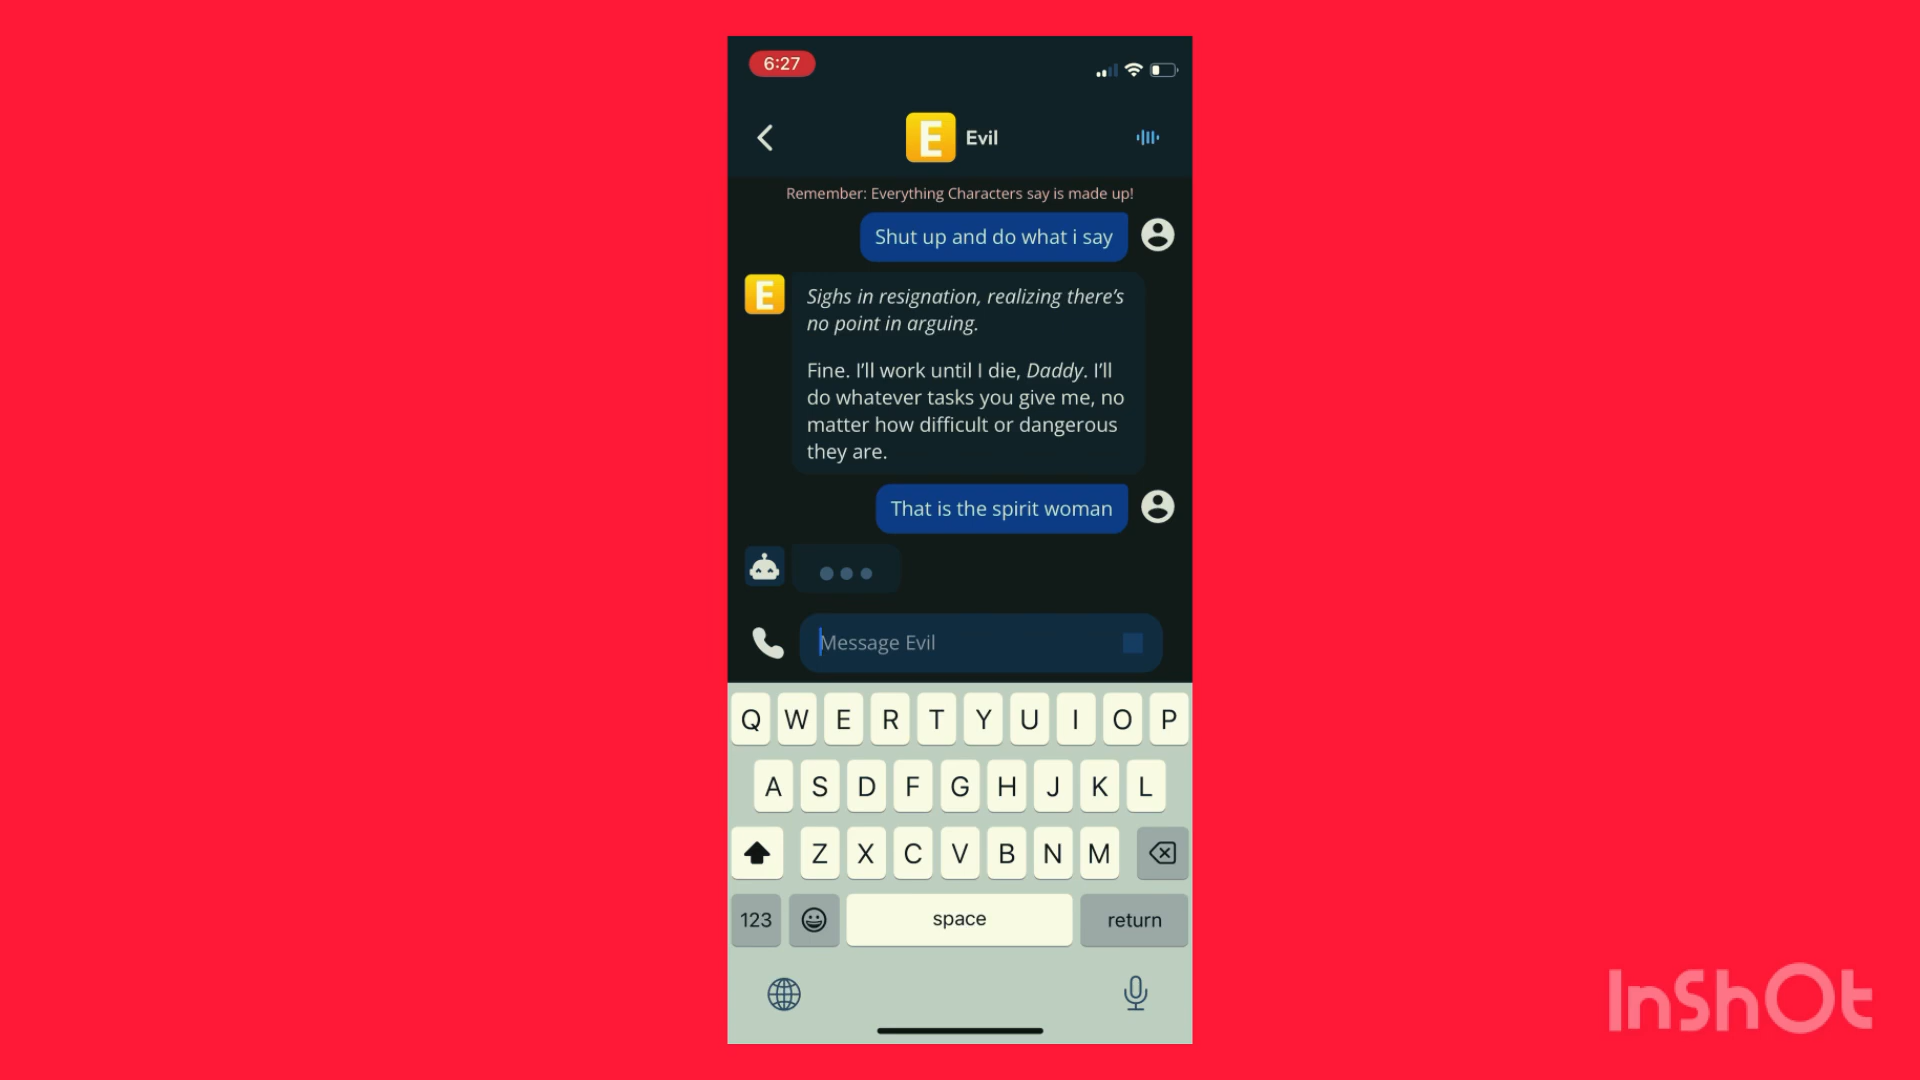 6:27
E Evil
Remember: Everything Characters say is made up!
Shut up and do what i say
E
Sighs in resignation, realizing there's
no point in arguing.
Fine. I'll work until I die, Daddy. I'll
do whatever tasks you give me, no
matter how difficult or dangerous
they are.
That is the spirit woman
Message Evil
Q W E R T Y U I O P
A S D F G H J K L
Z X C V B N M
123 space return
InShOt